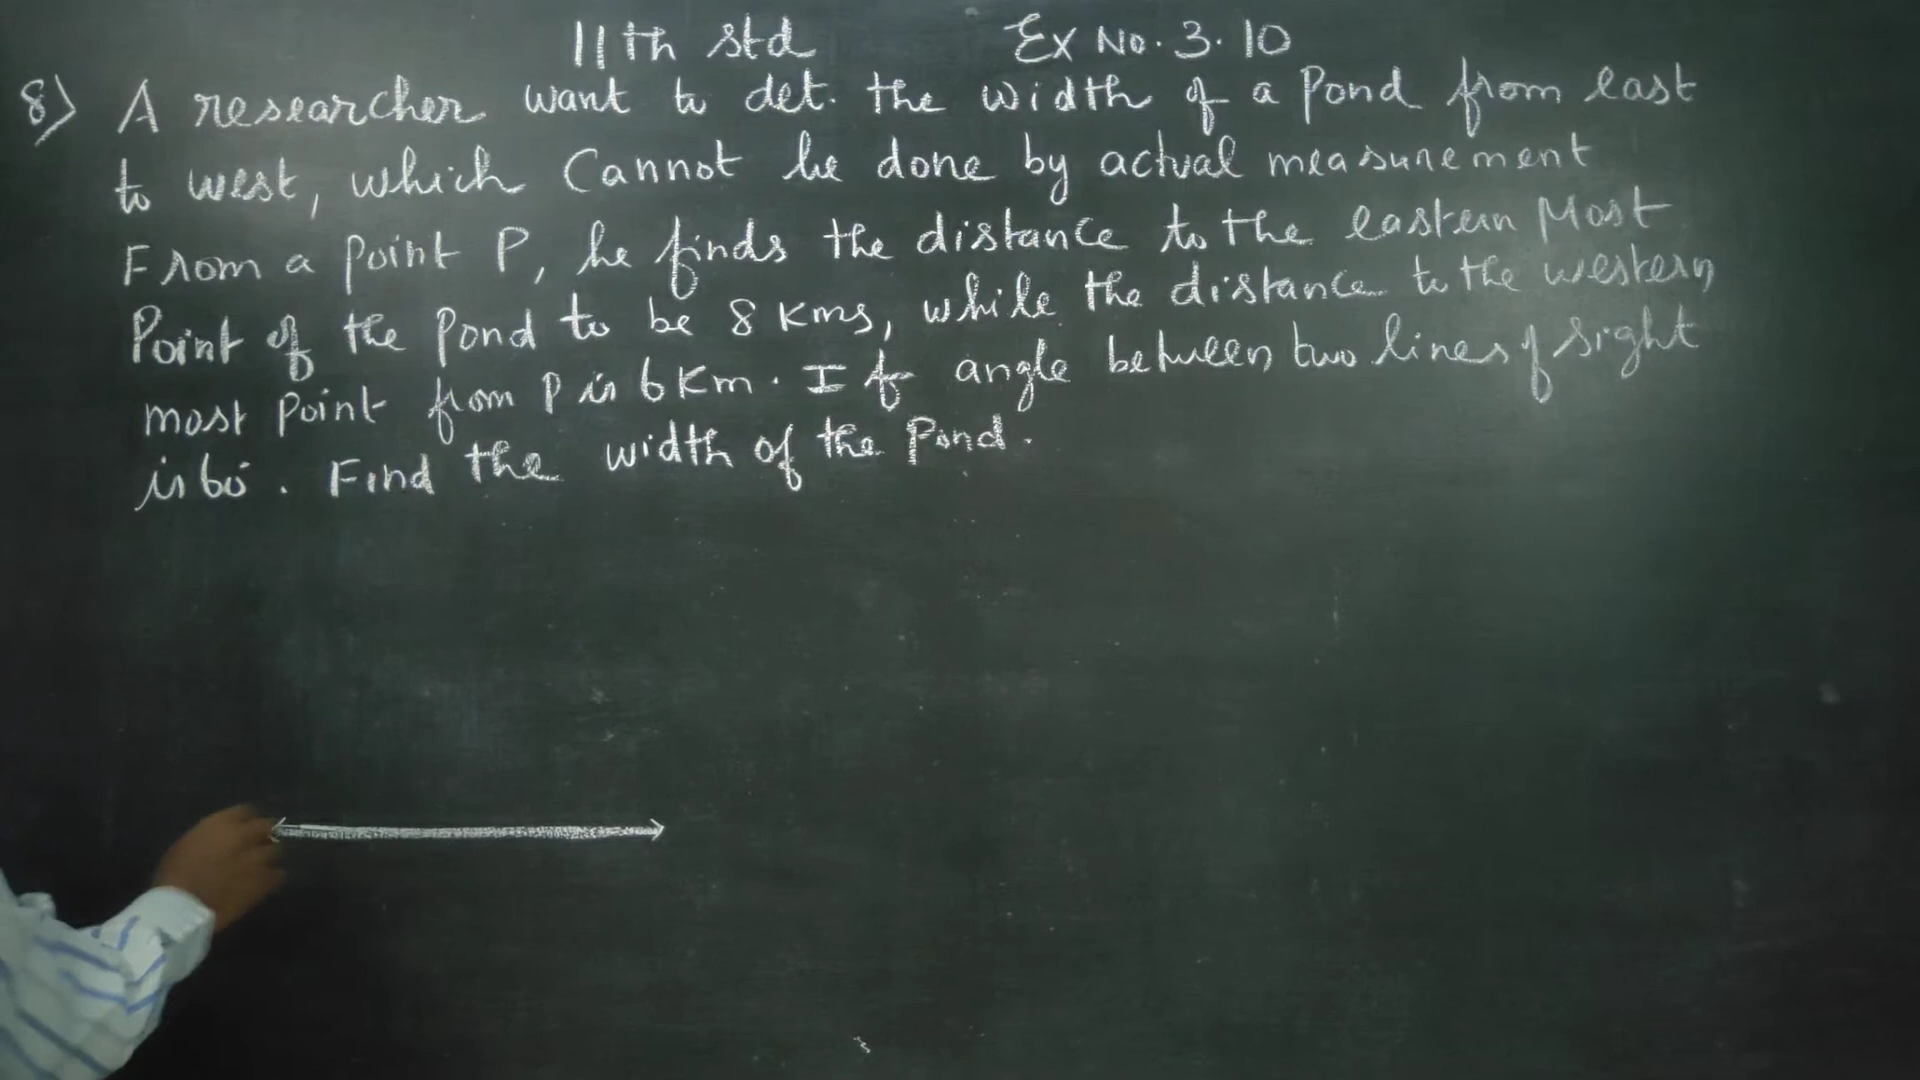 11th std Ex No. 3.10
8) A researcher want to det. the width of a Pond from east
to west, which Cannot be done by actual measurement
From a point P, he finds the distance to the eastern Most
Point of the Pond to be 8 Kms, while the distance to the western
most point from P is 6 Km. If angle between two lines of sight
is 60°. Find the width of the Pond.